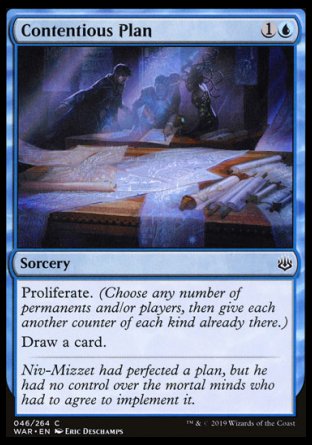 Contentious Plan 1
Sorcery
Proliferate. (Choose any number of
permanents and/or players, then give each
another counter of each kind already there.)
Draw a card.
Niv-Mizzet had perfected a plan, but he
had no control over the mortal minds who
had to agree to implement it.
046/264 C
WAR • EN Eric Deschamps
™ & © 2019 Wizards of the Coast